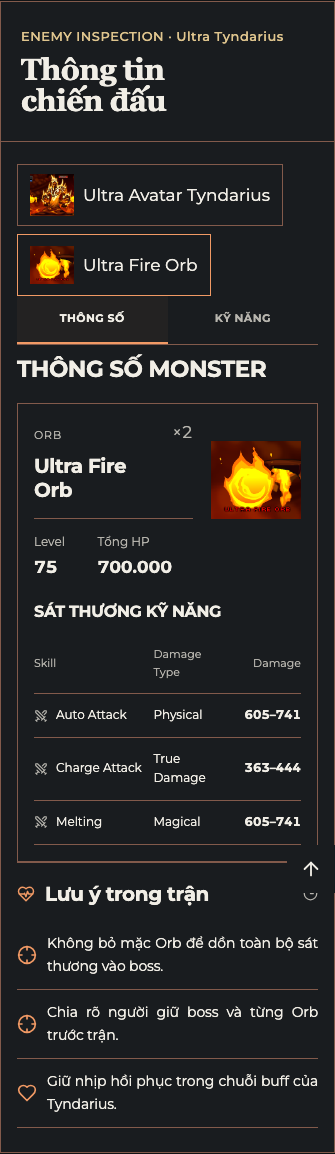 ENEMY INSPECTION · Ultra Tyndarius
Thông tin
chiến đấu
Ultra Avatar Tyndarius
Ultra Fire Orb
THÔNG SỐ
KỸ NĂNG
THÔNG SỐ MONSTER
ORB
×2
Ultra Fire
Orb
Level
Tổng HP
75
700.000
SÁT THƯƠNG KỸ NĂNG
Skill
Damage
Type
Damage
Auto Attack
Physical
605–741
Charge Attack
True
Damage
363–444
Melting
Magical
605–741
Lưu ý trong trận
Không bỏ mặc Orb để dồn toàn bộ sát
thương vào boss.
Chia rõ người giữ boss và từng Orb
trước trận.
Giữ nhịp hồi phục trong chuỗi buff của
Tyndarius.